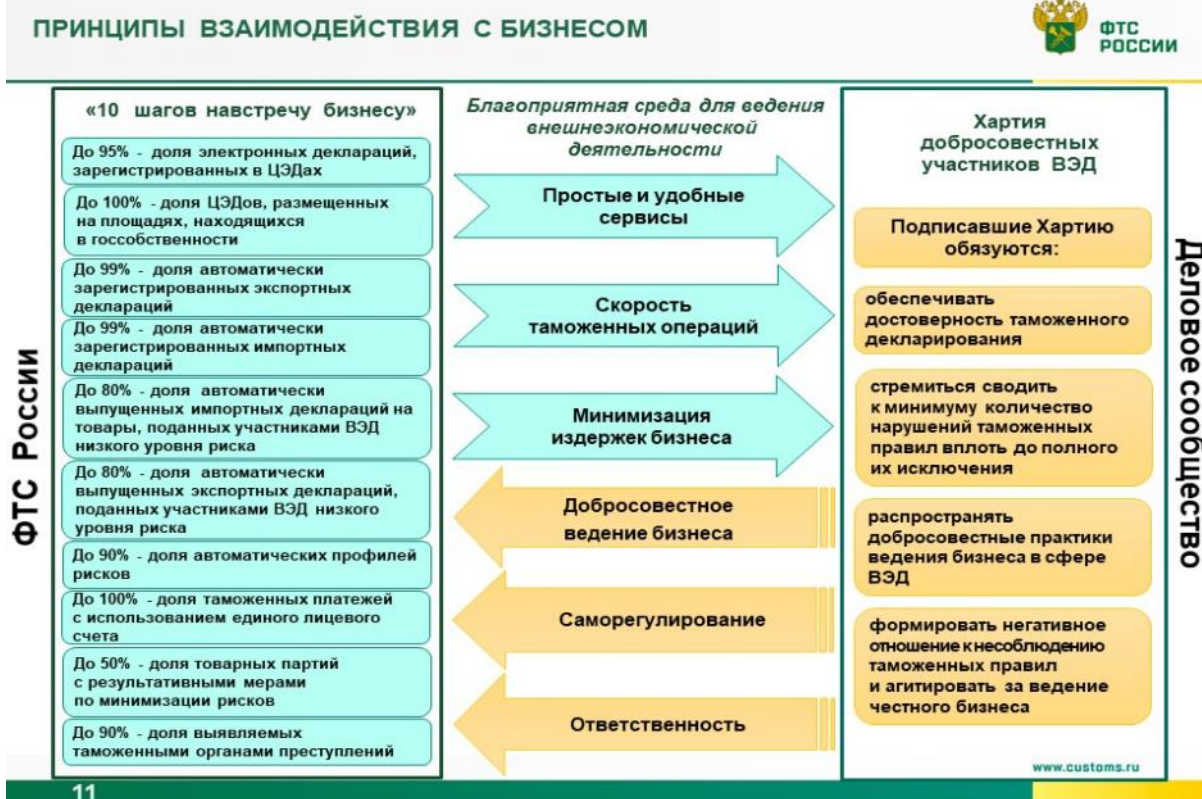 ПРИНЦИПЫ ВЗАИМОДЕЙСТВИЯ С БИЗНЕСОМ
ФТС
РОССИИ
ФТС России
«10 шагов навстречу бизнесу»
До 95% - доля электронных деклараций,
зарегистрированных в ЦЭДах
До 100% - доля ЦЭДов, размещенных
на площадях, находящихся
в госсобственности
До 99% - доля автоматически
зарегистрированных экспортных
деклараций
До 99% - доля автоматически
зарегистрированных импортных
деклараций
До 80% - доля автоматически
выпущенных импортных деклараций на
товары, поданных участниками ВЭД
низкого уровня риска
До 80% - доля автоматически
выпущенных экспортных деклараций,
поданных участниками ВЭД низкого
уровня риска
До 90% - доля автоматических профилей
рисков
До 100% - доля таможенных платежей
с использованием единого лицевого
счета
До 50% - доля товарных партий
с результативными мерами
по минимизации рисков
До 90% - доля выявляемых
таможенными органами преступлений
Благоприятная среда для ведения
внешнеэкономической
деятельности
Простые и удобные
сервисы
Скорость
таможенных операций
Минимизация
издержек бизнеса
Добросовестное
ведение бизнеса
Саморегулирование
Ответственность
Хартия
добросовестных
участников ВЭД
Подписавшие Хартию
обязуются:
обеспечивать
достоверность таможенного
декларирования
стремиться сводить
к минимуму количество
нарушений таможенных
правил вплоть до полного
их исключения
распространять
добросовестные практики
ведения бизнеса в сфере
ВЭД
формировать негативное
отношение к несоблюдению
таможенных правил
и агитировать за ведение
честного бизнеса
Деловое сообщество
www.customs.ru
11